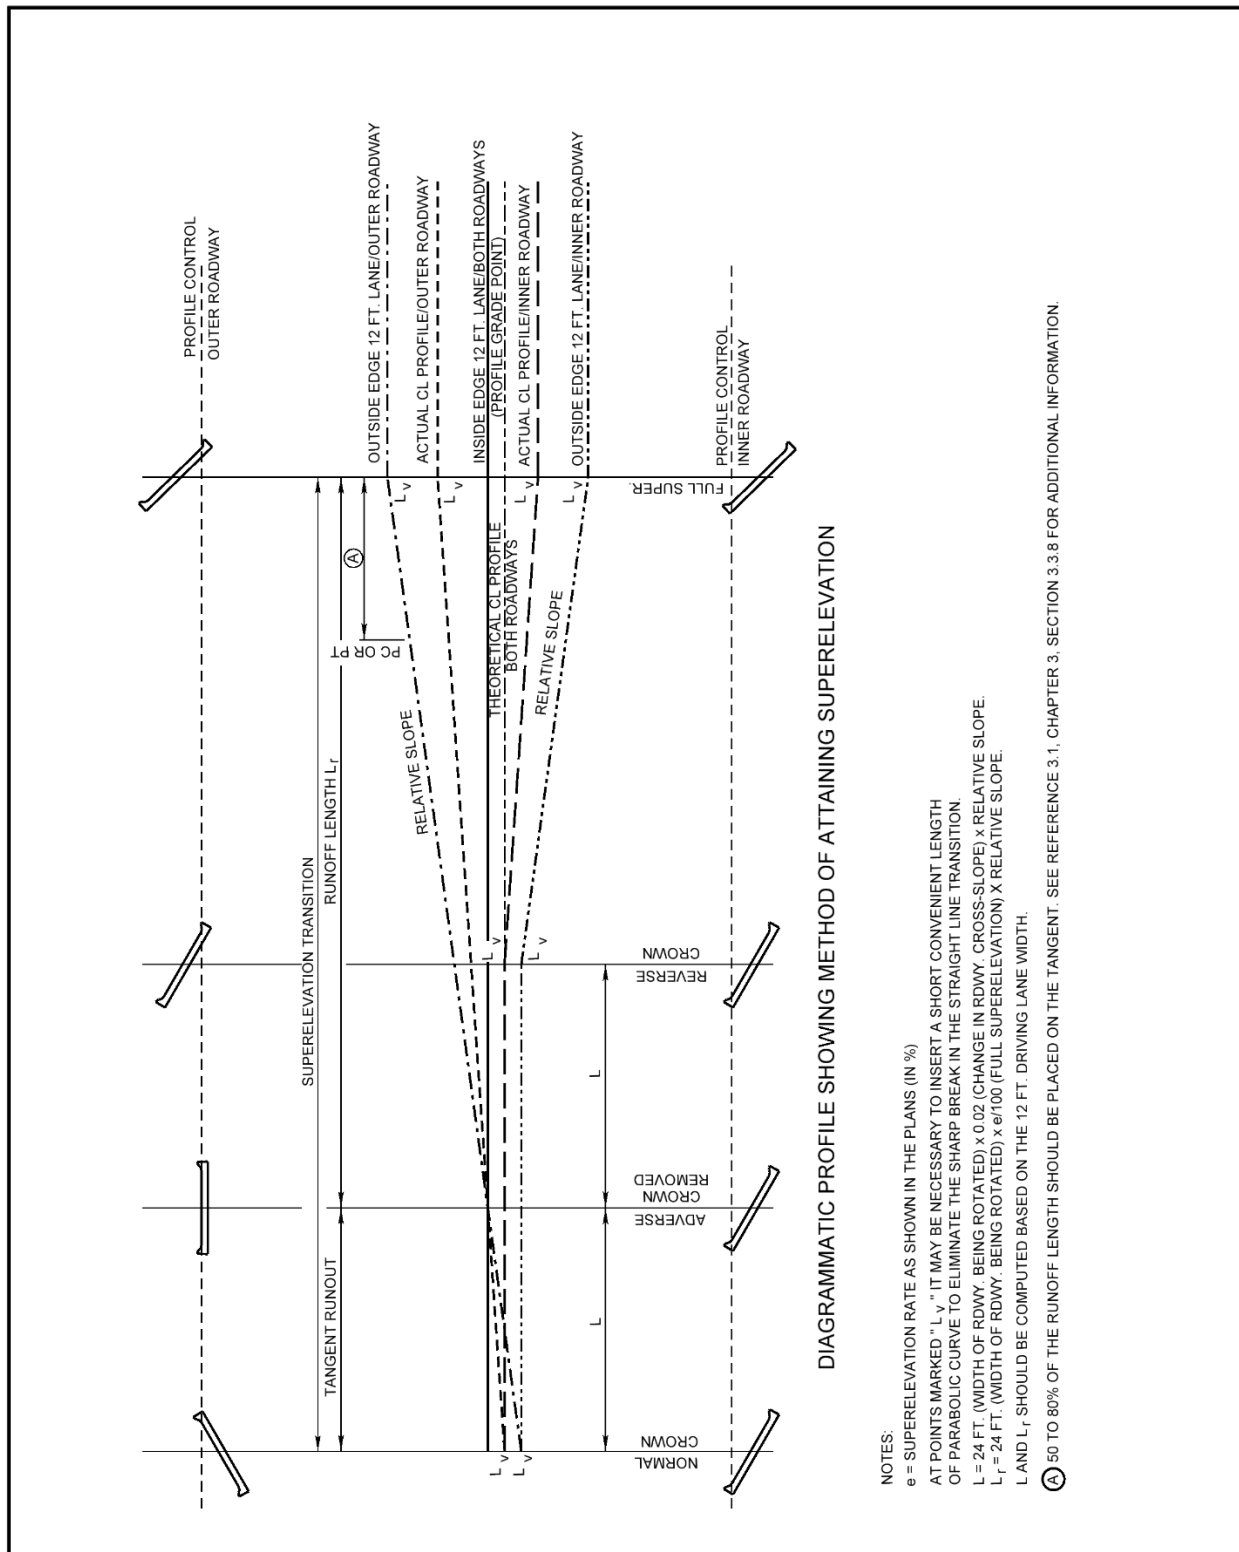 PROFILE CONTROL
OUTER ROADWAY
SUPERELEVATION TRANSITION
TANGENT RUNOUT
RUNOFF LENGTH Lr
A
PC OR PT
OUTSIDE EDGE 12 FT. LANE/OUTER ROADWAY
ACTUAL CL PROFILE/OUTER ROADWAY
INSIDE EDGE 12 FT. LANE/BOTH ROADWAYS
(PROFILE GRADE POINT)
ACTUAL CL PROFILE/INNER ROADWAY
OUTSIDE EDGE 12 FT. LANE/INNER ROADWAY
RELATIVE SLOPE
THEORETICAL CL PROFILE
BOTH ROADWAYS
RELATIVE SLOPE
Lv
Lv
Lv
Lv
Lv
Lv
Lv
Lv
L
L
NORMAL
CROWN
ADVERSE
CROWN
REMOVED
REVERSE
CROWN
FULL SUPER.
PROFILE CONTROL
INNER ROADWAY
DIAGRAMMATIC PROFILE SHOWING METHOD OF ATTAINING SUPERELEVATION
NOTES:
e = SUPERELEVATION RATE AS SHOWN IN THE PLANS (IN %)
AT POINTS MARKED " Lv " IT MAY BE NECESSARY TO INSERT A SHORT CONVENIENT LENGTH
OF PARABOLIC CURVE TO ELIMINATE THE SHARP BREAK IN THE STRAIGHT LINE TRANSITION.
L = 24 FT. (WIDTH OF RDWY. BEING ROTATED) x 0.02 (CHANGE IN RDWY. CROSS-SLOPE) x RELATIVE SLOPE.
Lr = 24 FT. (WIDTH OF RDWY. BEING ROTATED) x e/100 (FULL SUPERELEVATION) X RELATIVE SLOPE.
L AND Lr SHOULD BE COMPUTED BASED ON THE 12 FT. DRIVING LANE WIDTH.
A 50 TO 80% OF THE RUNOFF LENGTH SHOULD BE PLACED ON THE TANGENT. SEE REFERENCE 3.1, CHAPTER 3, SECTION 3.3.8 FOR ADDITIONAL INFORMATION.